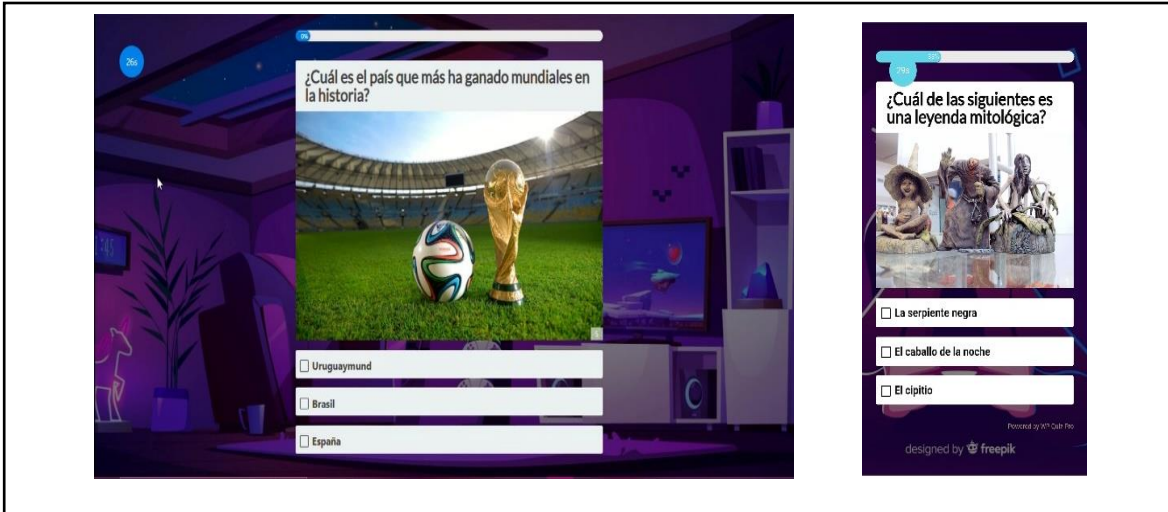 0%
26s
¿Cuál es el país que más ha ganado mundiales en
la historia?
Uruguaymund
Brasil
España
33%
29s
¿Cuál de las siguientes es
una leyenda mitológica?
La serpiente negra
El caballo de la noche
El cipitio
Powered by WP Quiz Pro
designed by freepik